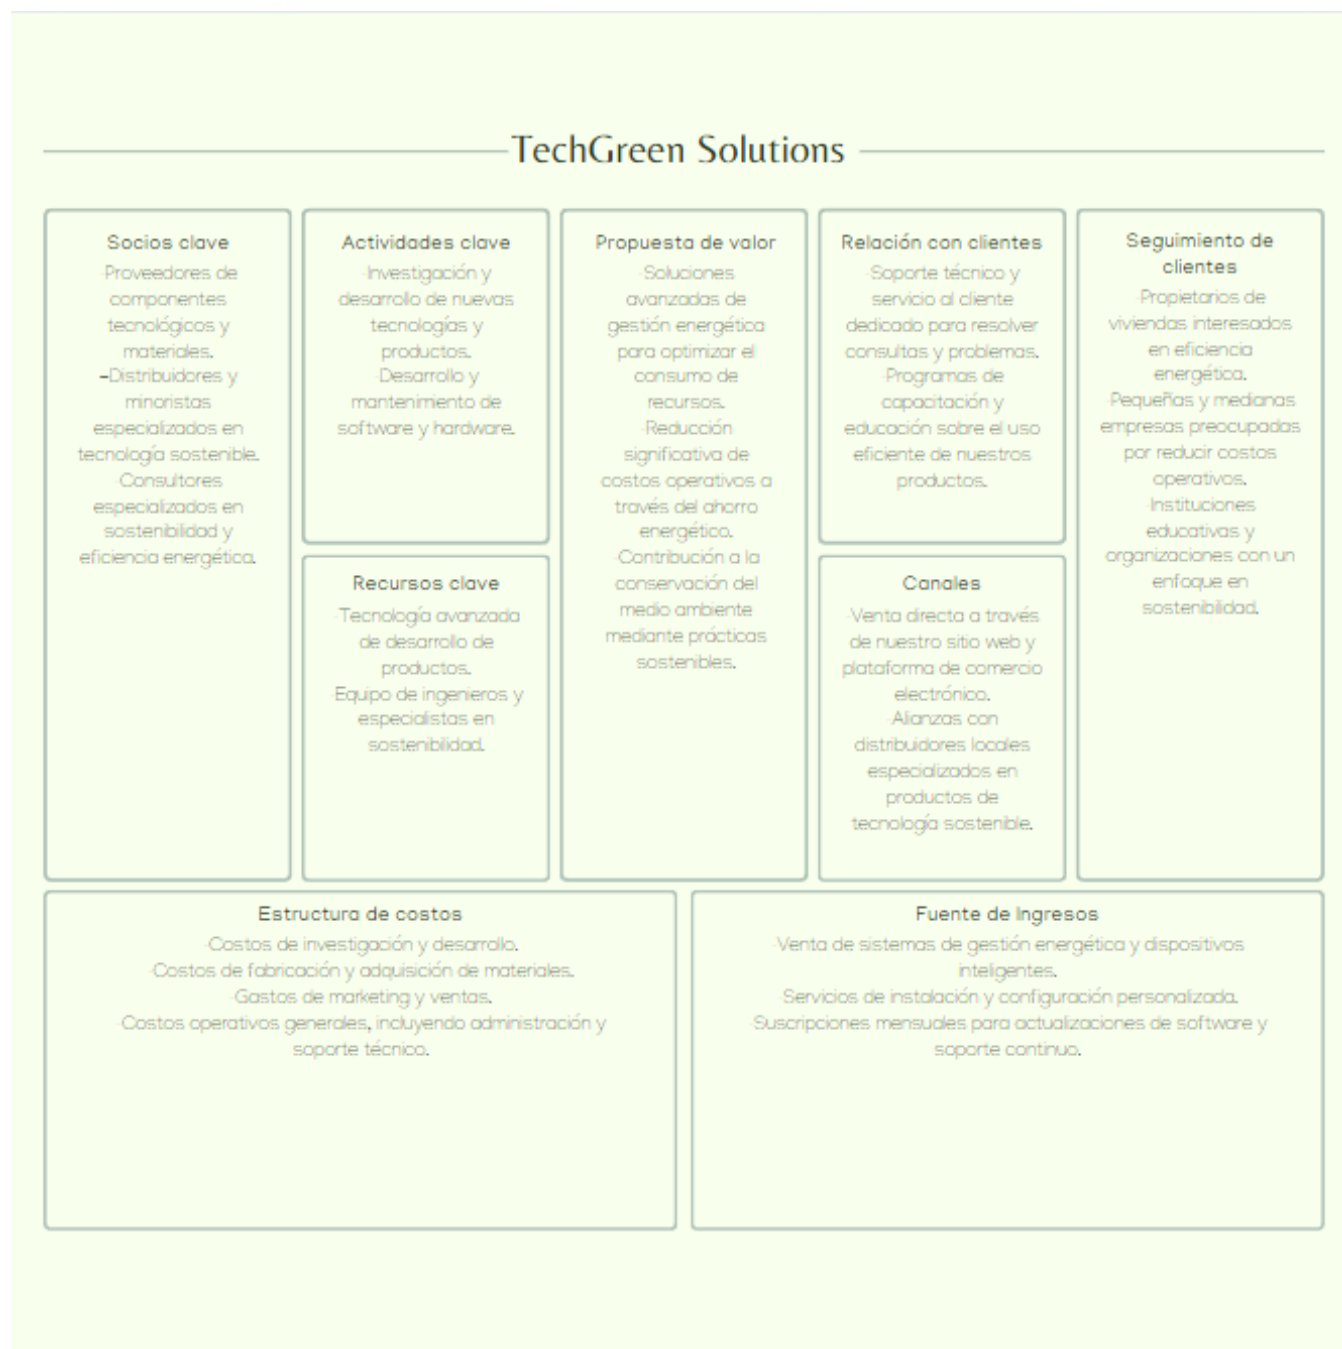 TechGreen Solutions
Socios clave
-Proveedores de
componentes
tecnológicos y
materiales.
-Distribuidores y
minoristas
especializados en
tecnología sostenible.
-Consultores
especializados en
sostenibilidad y
eficiencia energética.
Actividades clave
-Investigación y
desarrollo de nuevas
tecnologías y
productos.
-Desarrollo y
mantenimiento de
software y hardware.
Recursos clave
-Tecnología avanzada
de desarrollo de
productos.
-Equipo de ingenieros y
especialistas en
sostenibilidad.
Propuesta de valor
-Soluciones
avanzadas de
gestión energética
para optimizar el
consumo de
recursos.
-Reducción
significativa de
costos operativos a
través del ahorro
energético.
-Contribución a la
conservación del
medio ambiente
mediante prácticas
sostenibles.
Relación con clientes
-Soporte técnico y
servicio al cliente
dedicado para resolver
consultas y problemas.
-Programas de
capacitación y
educación sobre el uso
eficiente de nuestros
productos.
Canales
-Venta directa a través
de nuestro sitio web y
plataforma de comercio
electrónico.
-Alianzas con
distribuidores locales
especializados en
productos de
tecnología sostenible.
Seguimiento de
clientes
-Propietarios de
viviendas interesados
en eficiencia
energética.
-Pequeñas y medianas
empresas preocupadas
por reducir costos
operativos.
-Instituciones
educativas y
organizaciones con un
enfoque en
sostenibilidad.
Estructura de costos
-Costos de investigación y desarrollo.
-Costos de fabricación y adquisición de materiales.
-Gastos de marketing y ventas.
-Costos operativos generales, incluyendo administración y
soporte técnico.
Fuente de Ingresos
-Venta de sistemas de gestión energética y dispositivos
inteligentes.
-Servicios de instalación y configuración personalizada.
-Suscripciones mensuales para actualizaciones de software y
soporte continuo.